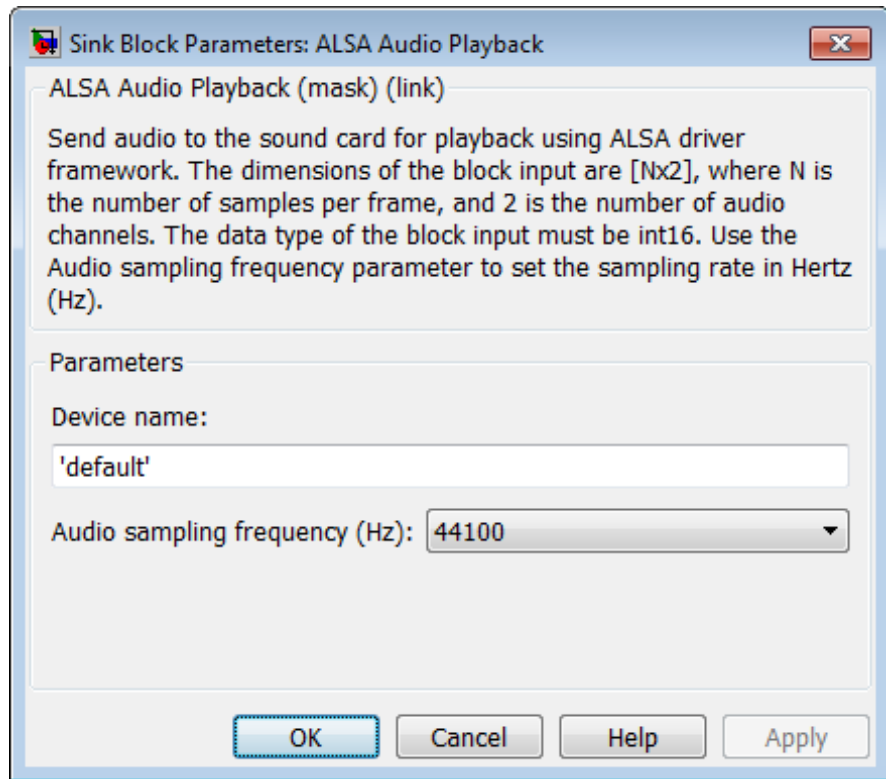 Sink Block Parameters: ALSA Audio Playback
ALSA Audio Playback (mask) (link)
Send audio to the sound card for playback using ALSA driver
framework. The dimensions of the block input are [Nx2], where N is
the number of samples per frame, and 2 is the number of audio
channels. The data type of the block input must be int16. Use the
Audio sampling frequency parameter to set the sampling rate in Hertz
(Hz).
Parameters
Device name:
'default'
Audio sampling frequency (Hz): 44100
OK Cancel Help Apply